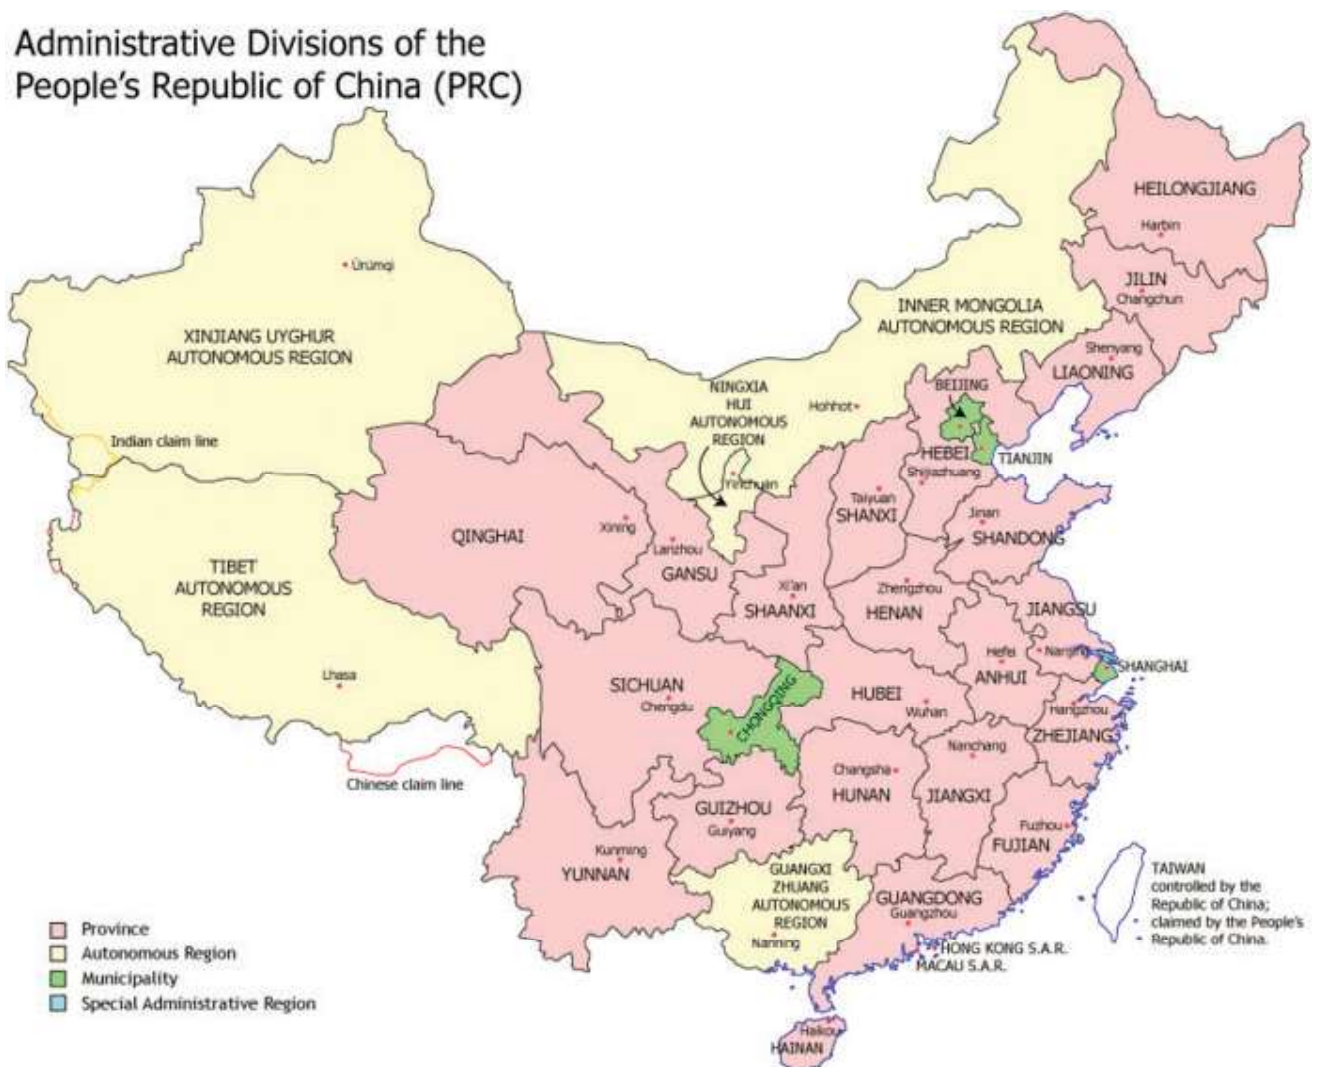 Administrative Divisions of the
People's Republic of China (PRC)
HEILONGJIANG
Harbin
Ürümqi
JILIN
Changchun
INNER MONGOLIA
AUTONOMOUS REGION
XINJIANG UYGHUR
AUTONOMOUS REGION
Shenyang
LIAONING
NINGXIA
HUI
AUTONOMOUS
REGION
BEIJING
Hohhot
Indian claim line
HEBEI
TIANJIN
Shijiazhuang
Yinchuan
Taiyuan
SHANXI
Jinan
SHANDONG
Xining
QINGHAI
Lanzhou
GANSU
TIBET
AUTONOMOUS
REGION
Xi'an
SHAANXI
Zhengzhou
HENAN
JIANGSU
Hefei
Nanjing
ANHUI
SHANGHAI
Lhasa
SICHUAN
Chengdu
CHONGQING
HUBEI
Wuhan
Hangzhou
ZHEJIANG
Nanchang
Changsha
HUNAN
JIANGXI
Chinese claim line
GUIZHOU
Guiyang
Fuzhou
FUJIAN
Kunming
YUNNAN
GUANGXI
ZHUANG
AUTONOMOUS
REGION
Nanning
GUANGDONG
Guangzhou
TAIWAN
controlled by the
Republic of China;
claimed by the People's
Republic of China.
HONG KONG S.A.R.
MACAU S.A.R.
Haikou
HAINAN
Province
Autonomous Region
Municipality
Special Administrative Region